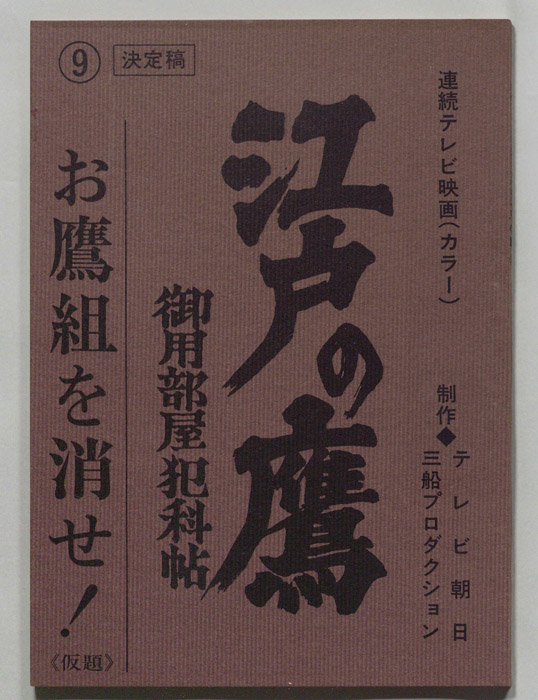 連続テレビ映画(カラー)
制作◆テレビ朝日
三船プロダクション
江戸の鷹
御用部屋犯科帖
⑨ 決定稿
お鷹組を消せ!
《仮題》